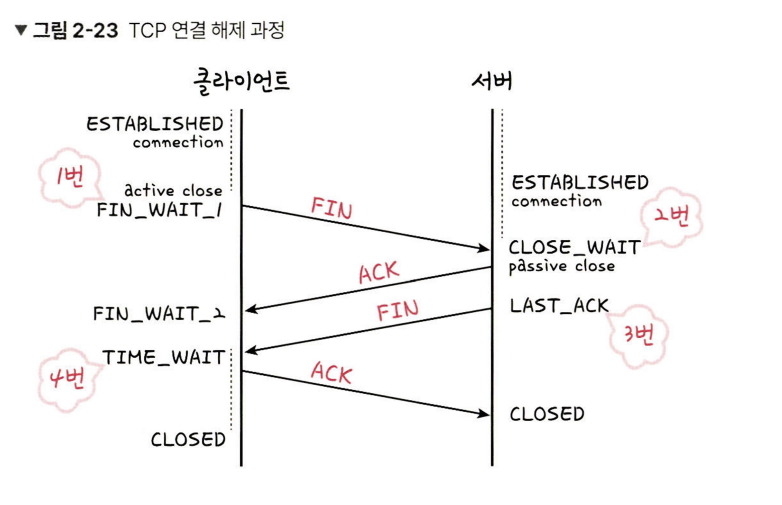 ▼ 그림 2-23 TCP 연결 해제 과정
클라이언트
서버
ESTABLISHED
connection
1번
active close
FIN_WAIT_1
FIN
ESTABLISHED
connection
2번
CLOSE_WAIT
passive close
ACK
FIN_WAIT_2
FIN
LAST_ACK
3번
TIME_WAIT
4번
ACK
CLOSED
CLOSED